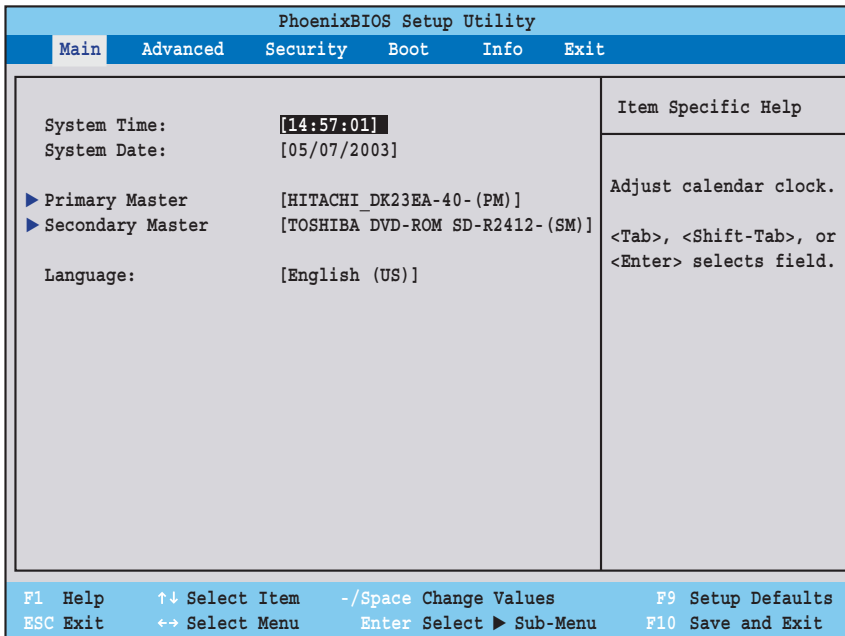 PhoenixBIOS Setup Utility
Main Advanced Security Boot Info Exit
System Time: [14:57:01]
System Date: [05/07/2003]
Primary Master [HITACHI_DK23EA-40-(PM)]
Secondary Master [TOSHIBA DVD-ROM SD-R2412-(SM)]
Language: [English (US)]
Item Specific Help
Adjust calendar clock.
<Tab>, <Shift-Tab>, or
<Enter> selects field.
F1 Help ↑↓ Select Item -/Space Change Values F9 Setup Defaults
ESC Exit ←→ Select Menu Enter Select ▶ Sub-Menu F10 Save and Exit